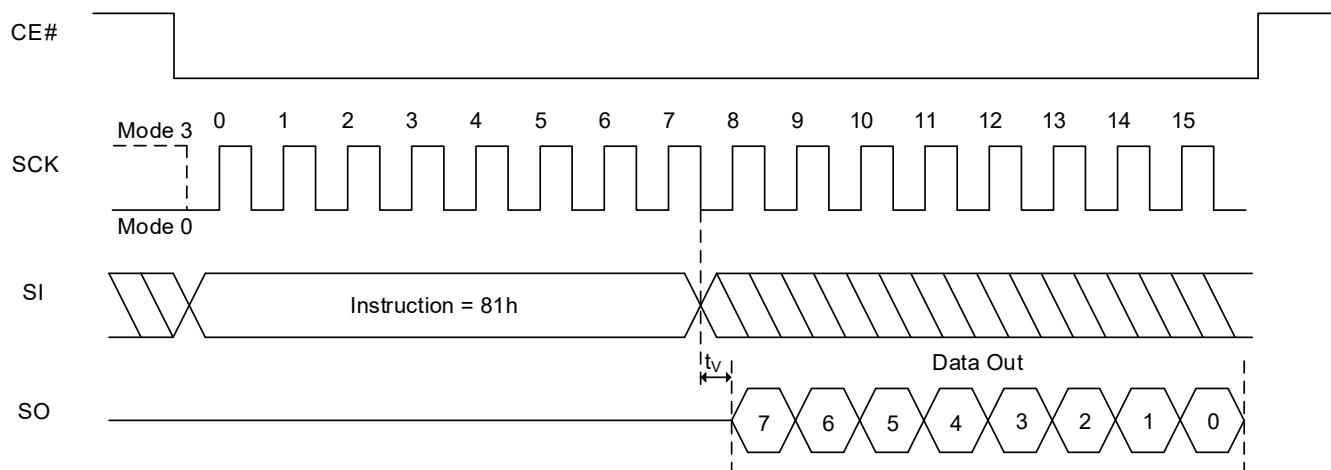 CE#
0 1 2 3 4 5 6 7 8 9 10 11 12 13 14 15
Mode 3
SCK
Mode 0
SI
Instruction = 81h
tV
Data Out
SO
7 6 5 4 3 2 1 0